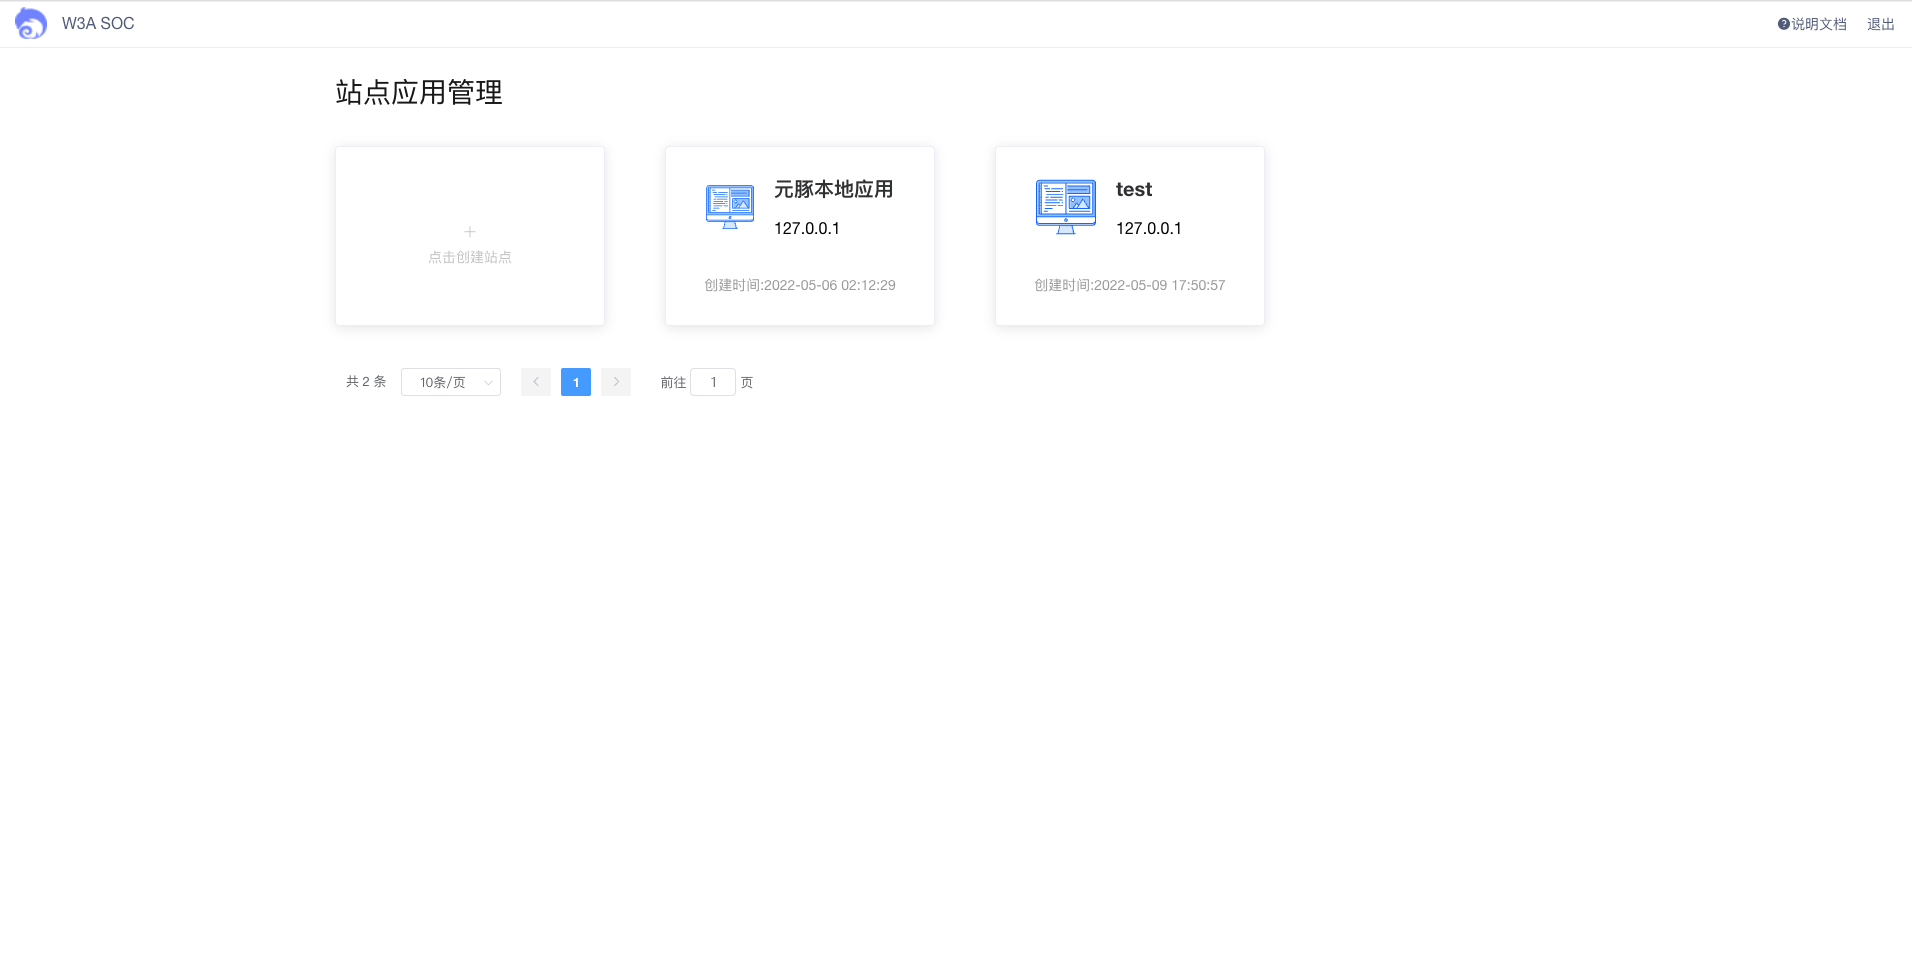 W3A SOC
说明文档
退出
站点应用管理
点击创建站点
元豚本地应用
127.0.0.1
创建时间:2022-05-06 02:12:29
test
127.0.0.1
创建时间:2022-05-09 17:50:57
共 2 条
10条/页
1
前往 1 页